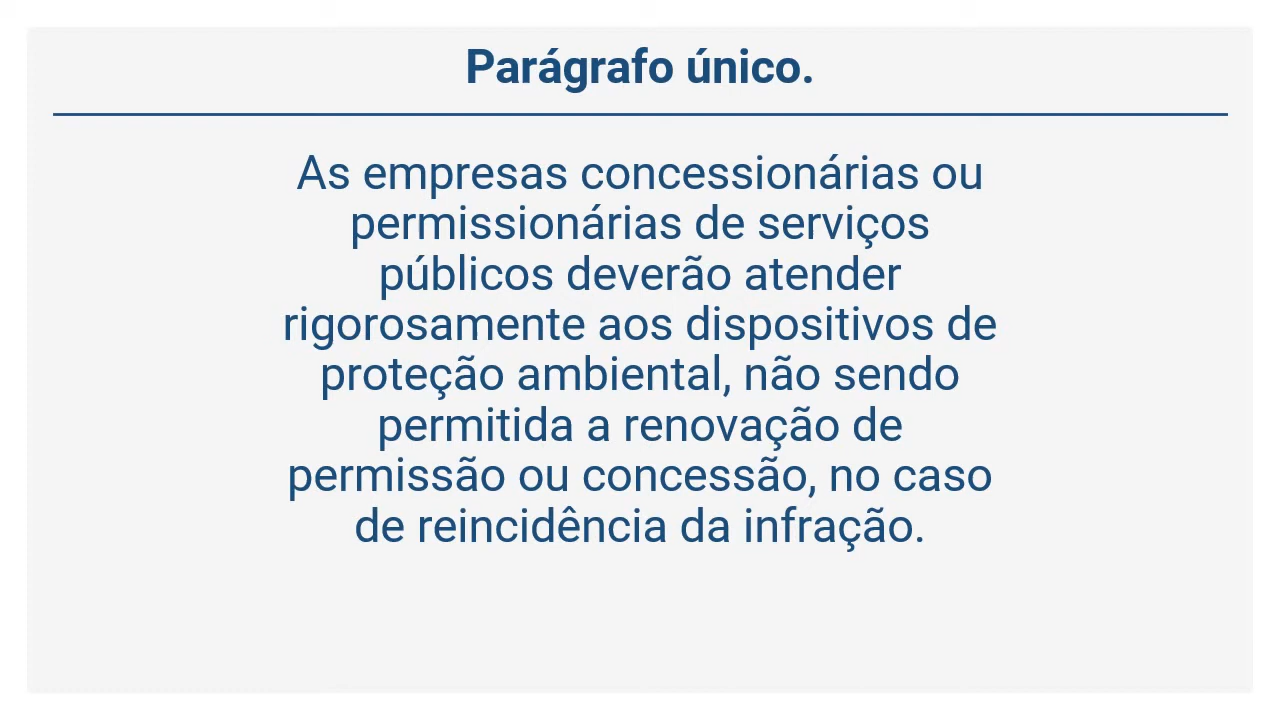 Parágrafo único.
As empresas concessionárias ou
permissionárias de serviços
públicos deverão atender
rigorosamente aos dispositivos de
proteção ambiental, não sendo
permitida a renovação de
permissão ou concessão, no caso
de reincidência da infração.